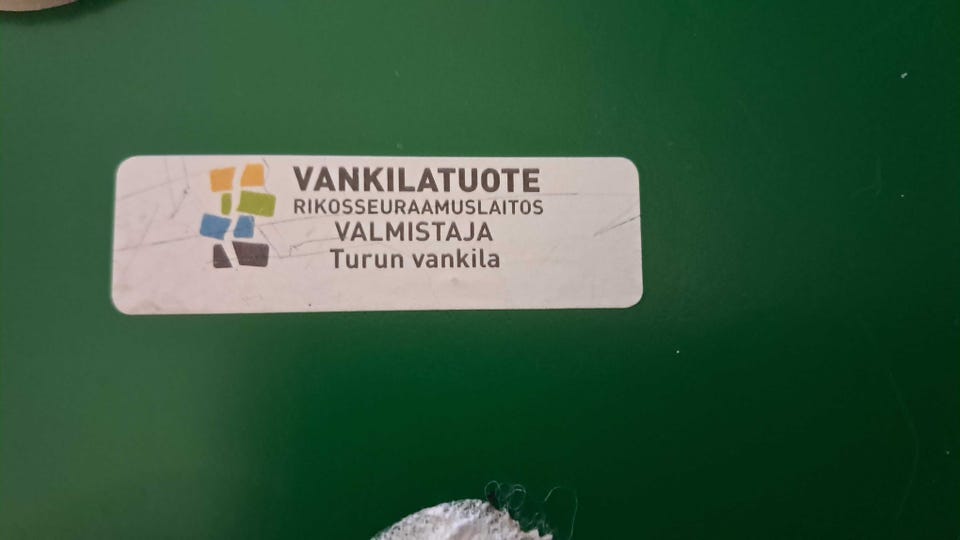 VANKILATUOTE
RIKOSSEURAAMUSLAITOS
VALMISTAJA
Turun vankila